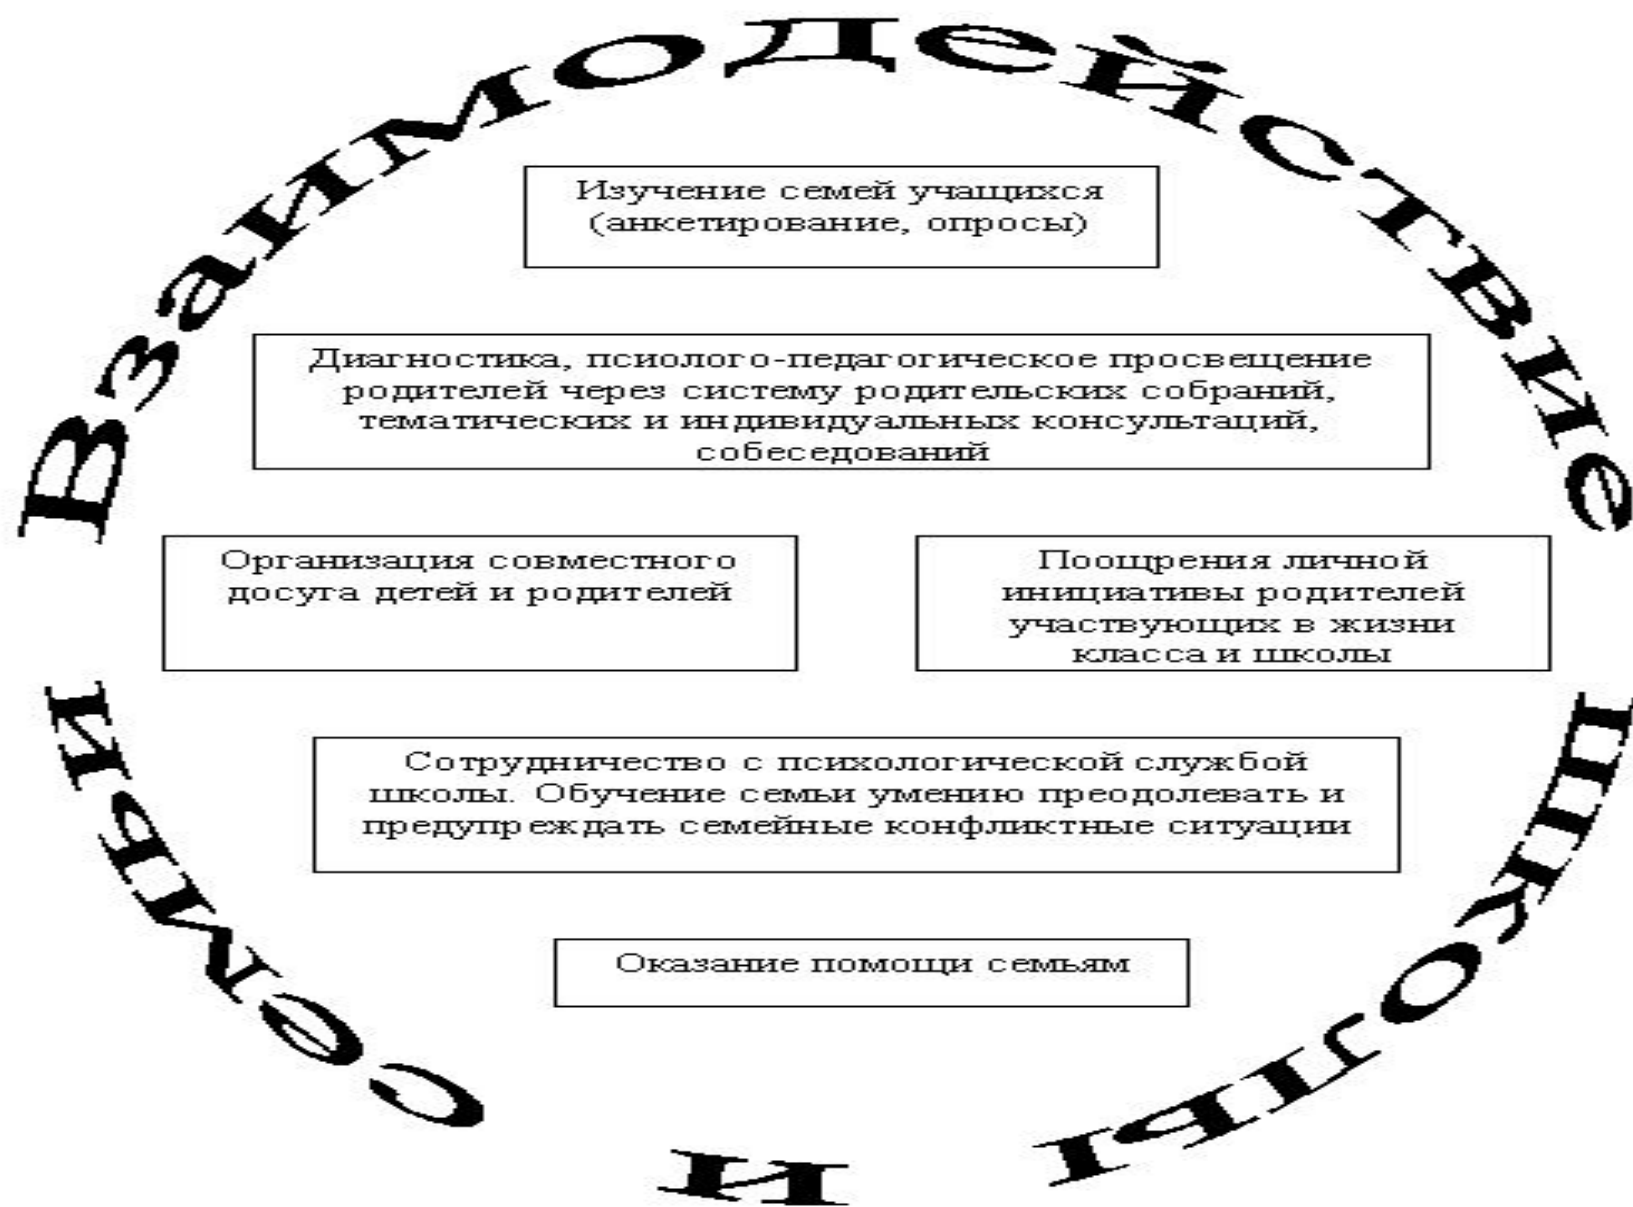 Взаимодействие школы и семьи
Изучение семей учащихся
(анкетирование, опросы)
Диагностика, псиолого-педагогическое просвещение
родителей через систему родительских собраний,
тематических и индивидуальных консультаций,
собеседований
Организация совместного
досуга детей и родителей
Поощрения личной
инициативы родителей
участвующих в жизни
класса и школы
Сотрудничество с психологической службой
школы. Обучение семьи умению преодолевать и
предупреждать семейные конфликтные ситуации
Оказание помощи семьям